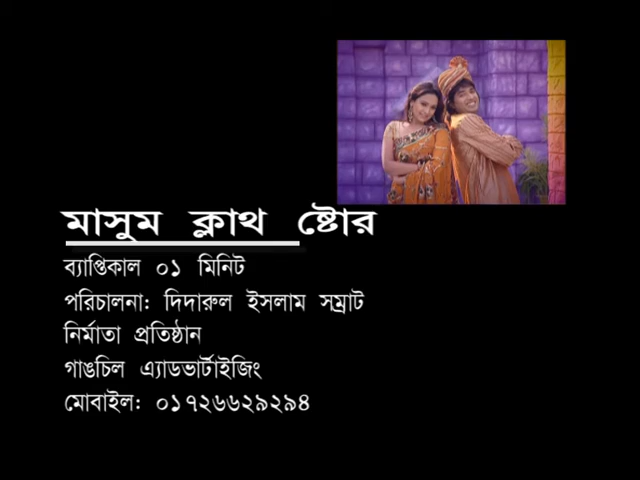 মাসুম ক্লাথ ষ্টোর
ব্যাপ্তিকাল ০১ মিনিট
পরিচালনা: দিদারুল ইসলাম সম্রাট
নির্মাতা প্রতিষ্ঠান
গাঙচিল এ্যাডভার্টাইজিং
মোবাইল: ০১৭২৬৬২৯২৯৪